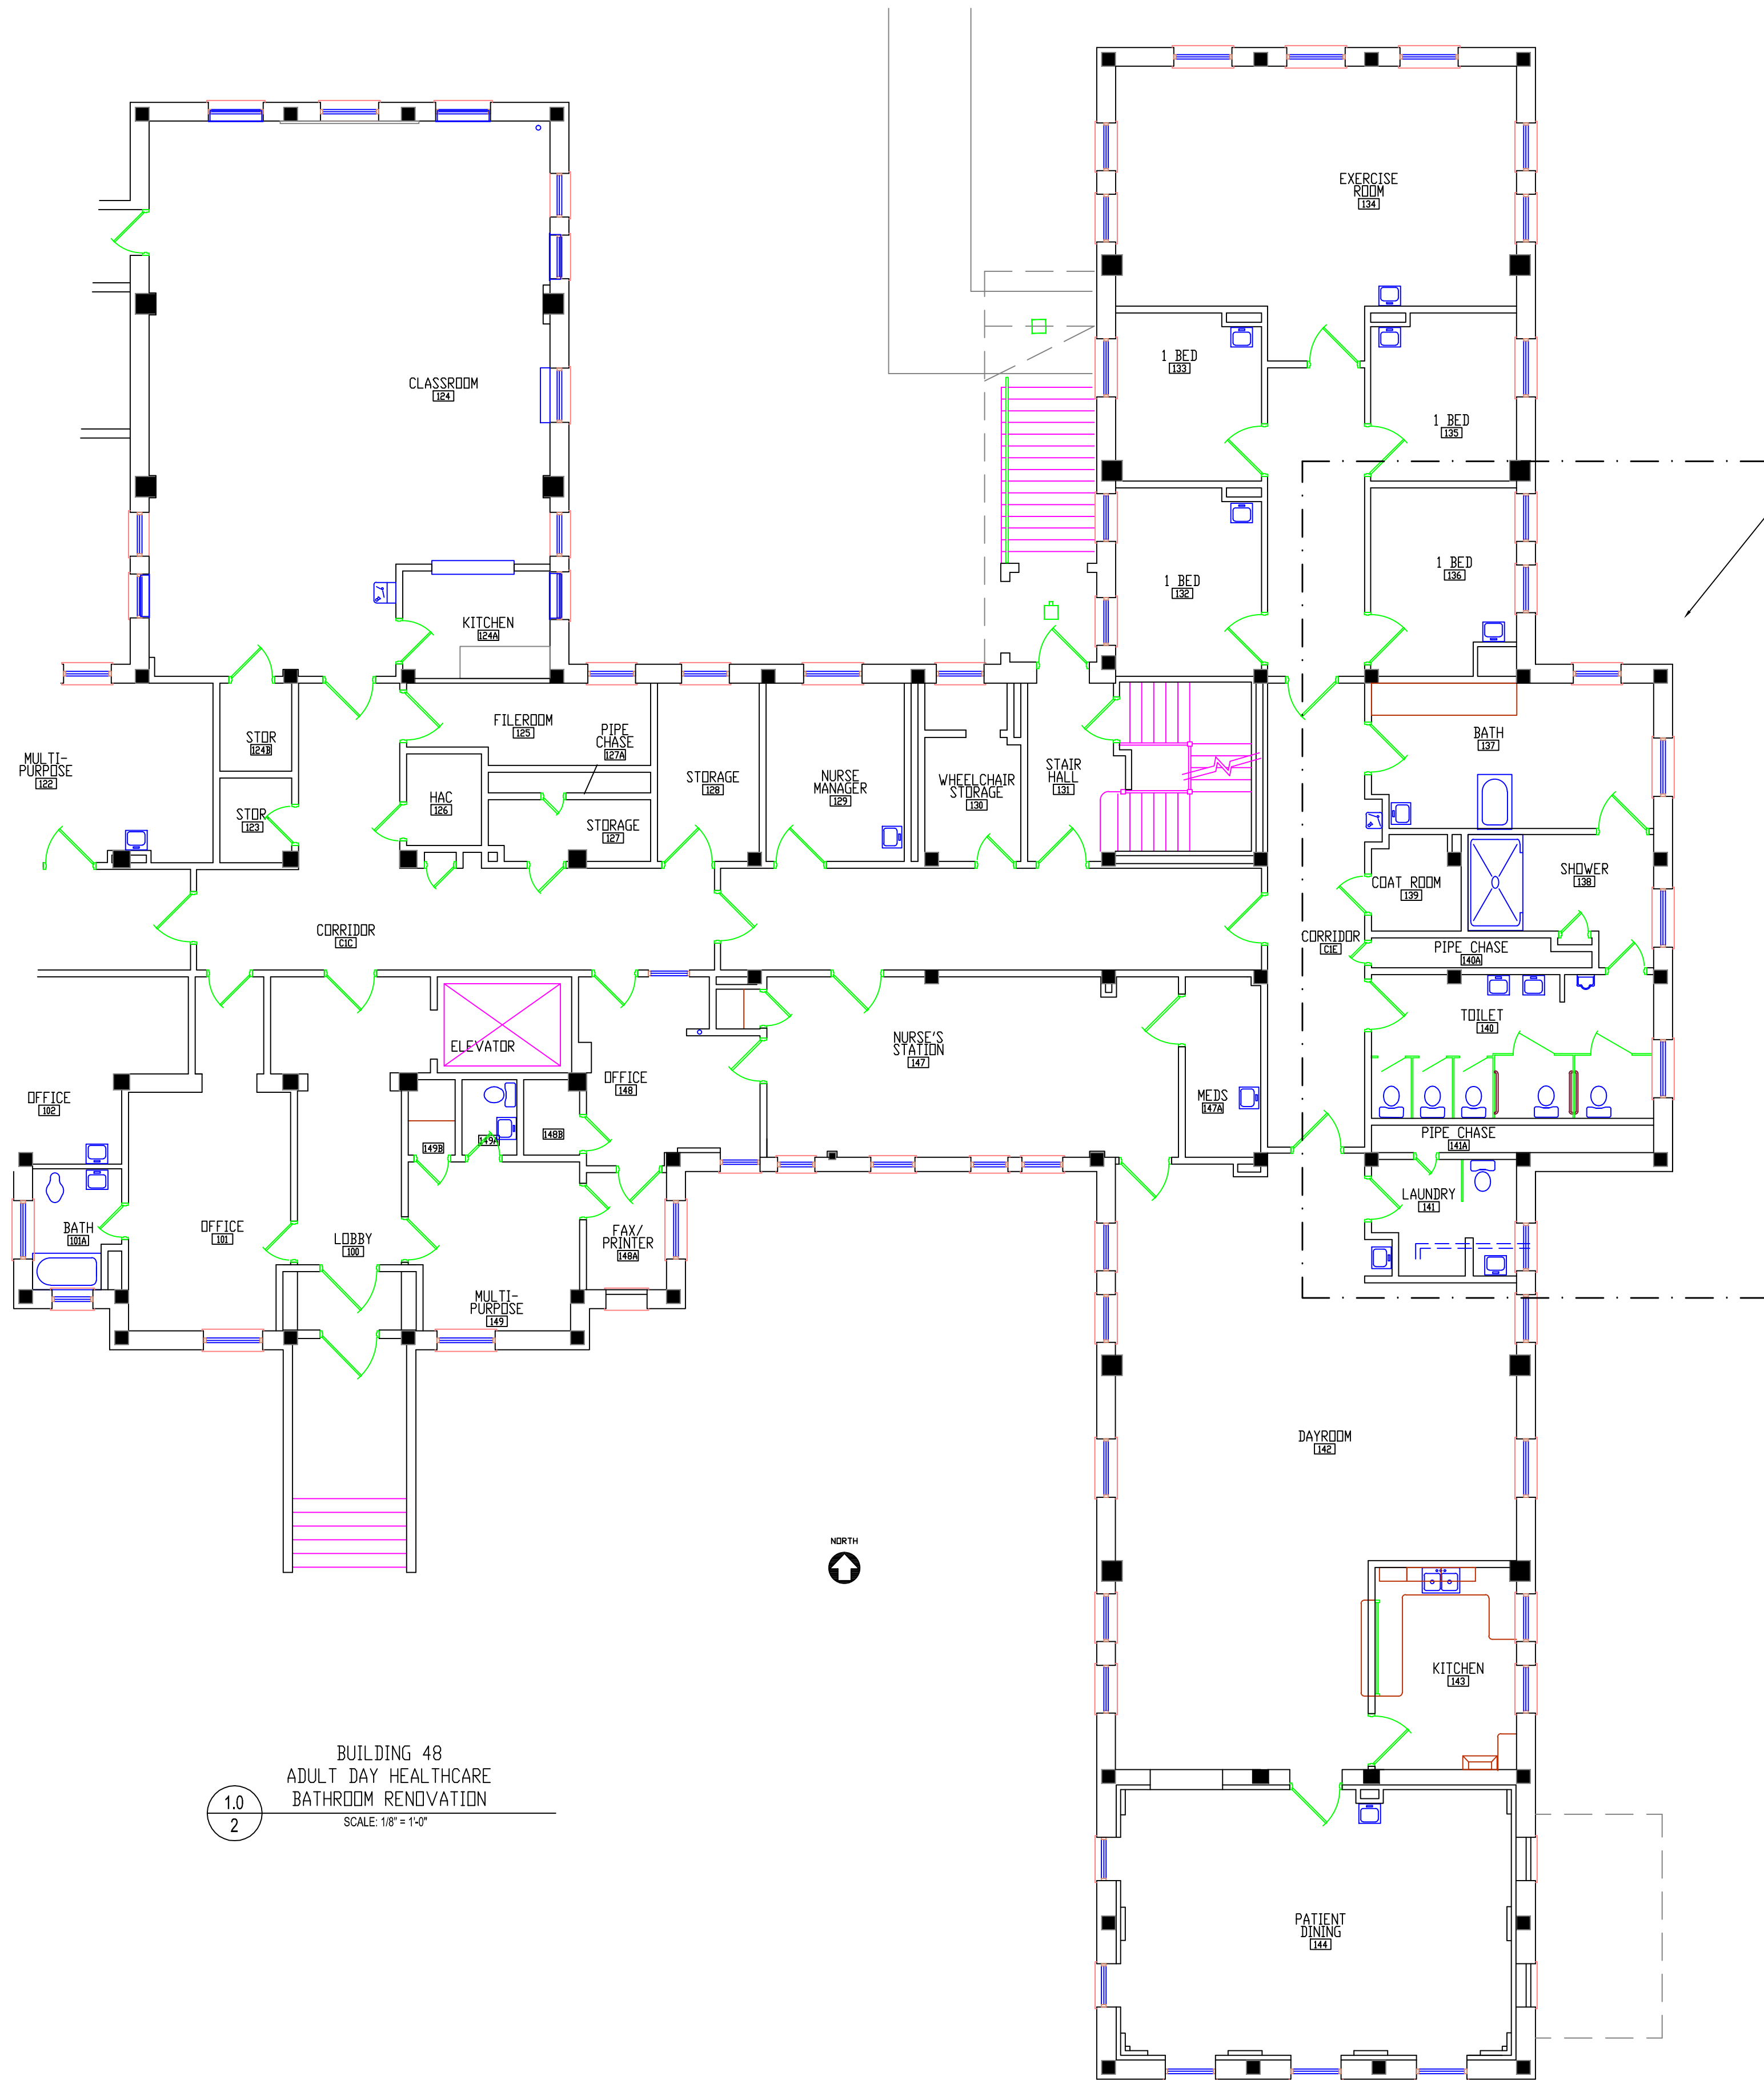 EXERCISE
ROOM
134
1 BED
133
1 BED
135
CLASSROOM
124
1 BED
132
1 BED
136
KITCHEN
124A
FILEROOM
125
PIPE
CHASE
127A
STOR
124B
MULTI-
PURPOSE
122
STORAGE
128
NURSE
MANAGER
129
WHEELCHAIR
STORAGE
130
STAIR
HALL
131
BATH
137
HAC
126
STOR
123
STORAGE
127
COAT ROOM
139
SHOWER
138
CORRIDOR
C1C
CORRIDOR
C1E
PIPE CHASE
140A
TOILET
140
ELEVATOR
NURSE'S
STATION
147
OFFICE
102
OFFICE
148
MEDS
147A
148B
149A
149B
PIPE CHASE
141A
LAUNDRY
141
BATH
101A
OFFICE
101
LOBBY
100
FAX/
PRINTER
148A
MULTI-
PURPOSE
149
DAYROOM
142
NORTH
KITCHEN
143
BUILDING 48
ADULT DAY HEALTHCARE
BATHROOM RENOVATION
1.0
2
SCALE: 1/8" = 1'-0"
PATIENT
DINING
144